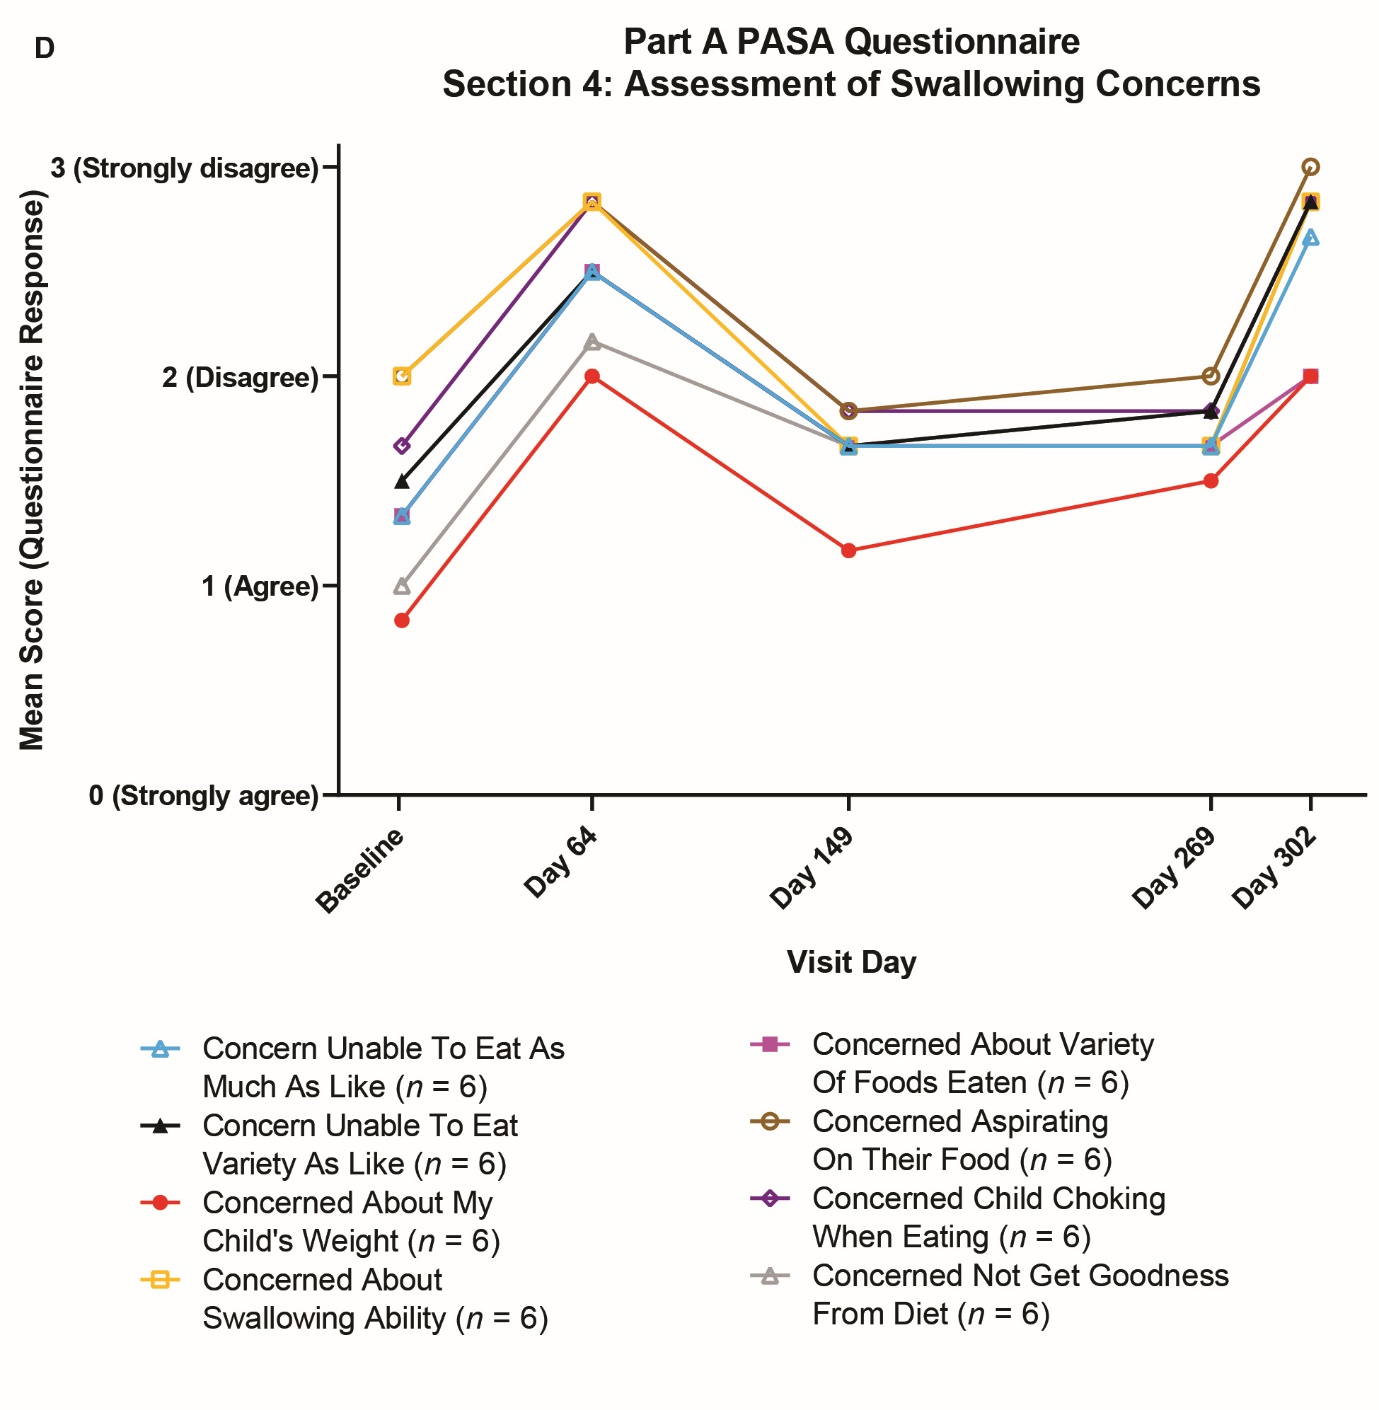 D
Part A PASA Questionnaire
Section 4: Assessment of Swallowing Concerns
Mean Score (Questionnaire Response)
3 (Strongly disagree)
2 (Disagree)
1 (Agree)
0 (Strongly agree)
Baseline
Day 64
Day 149
Day 269
Day 302
Visit Day
Concern Unable To Eat As
Much As Like (n = 6)
Concern Unable To Eat
Variety As Like (n = 6)
Concerned About My
Child's Weight (n = 6)
Concerned About
Swallowing Ability (n = 6)
Concerned About Variety
Of Foods Eaten (n = 6)
Concerned Aspirating
On Their Food (n = 6)
Concerned Child Choking
When Eating (n = 6)
Concerned Not Get Goodness
From Diet (n = 6)